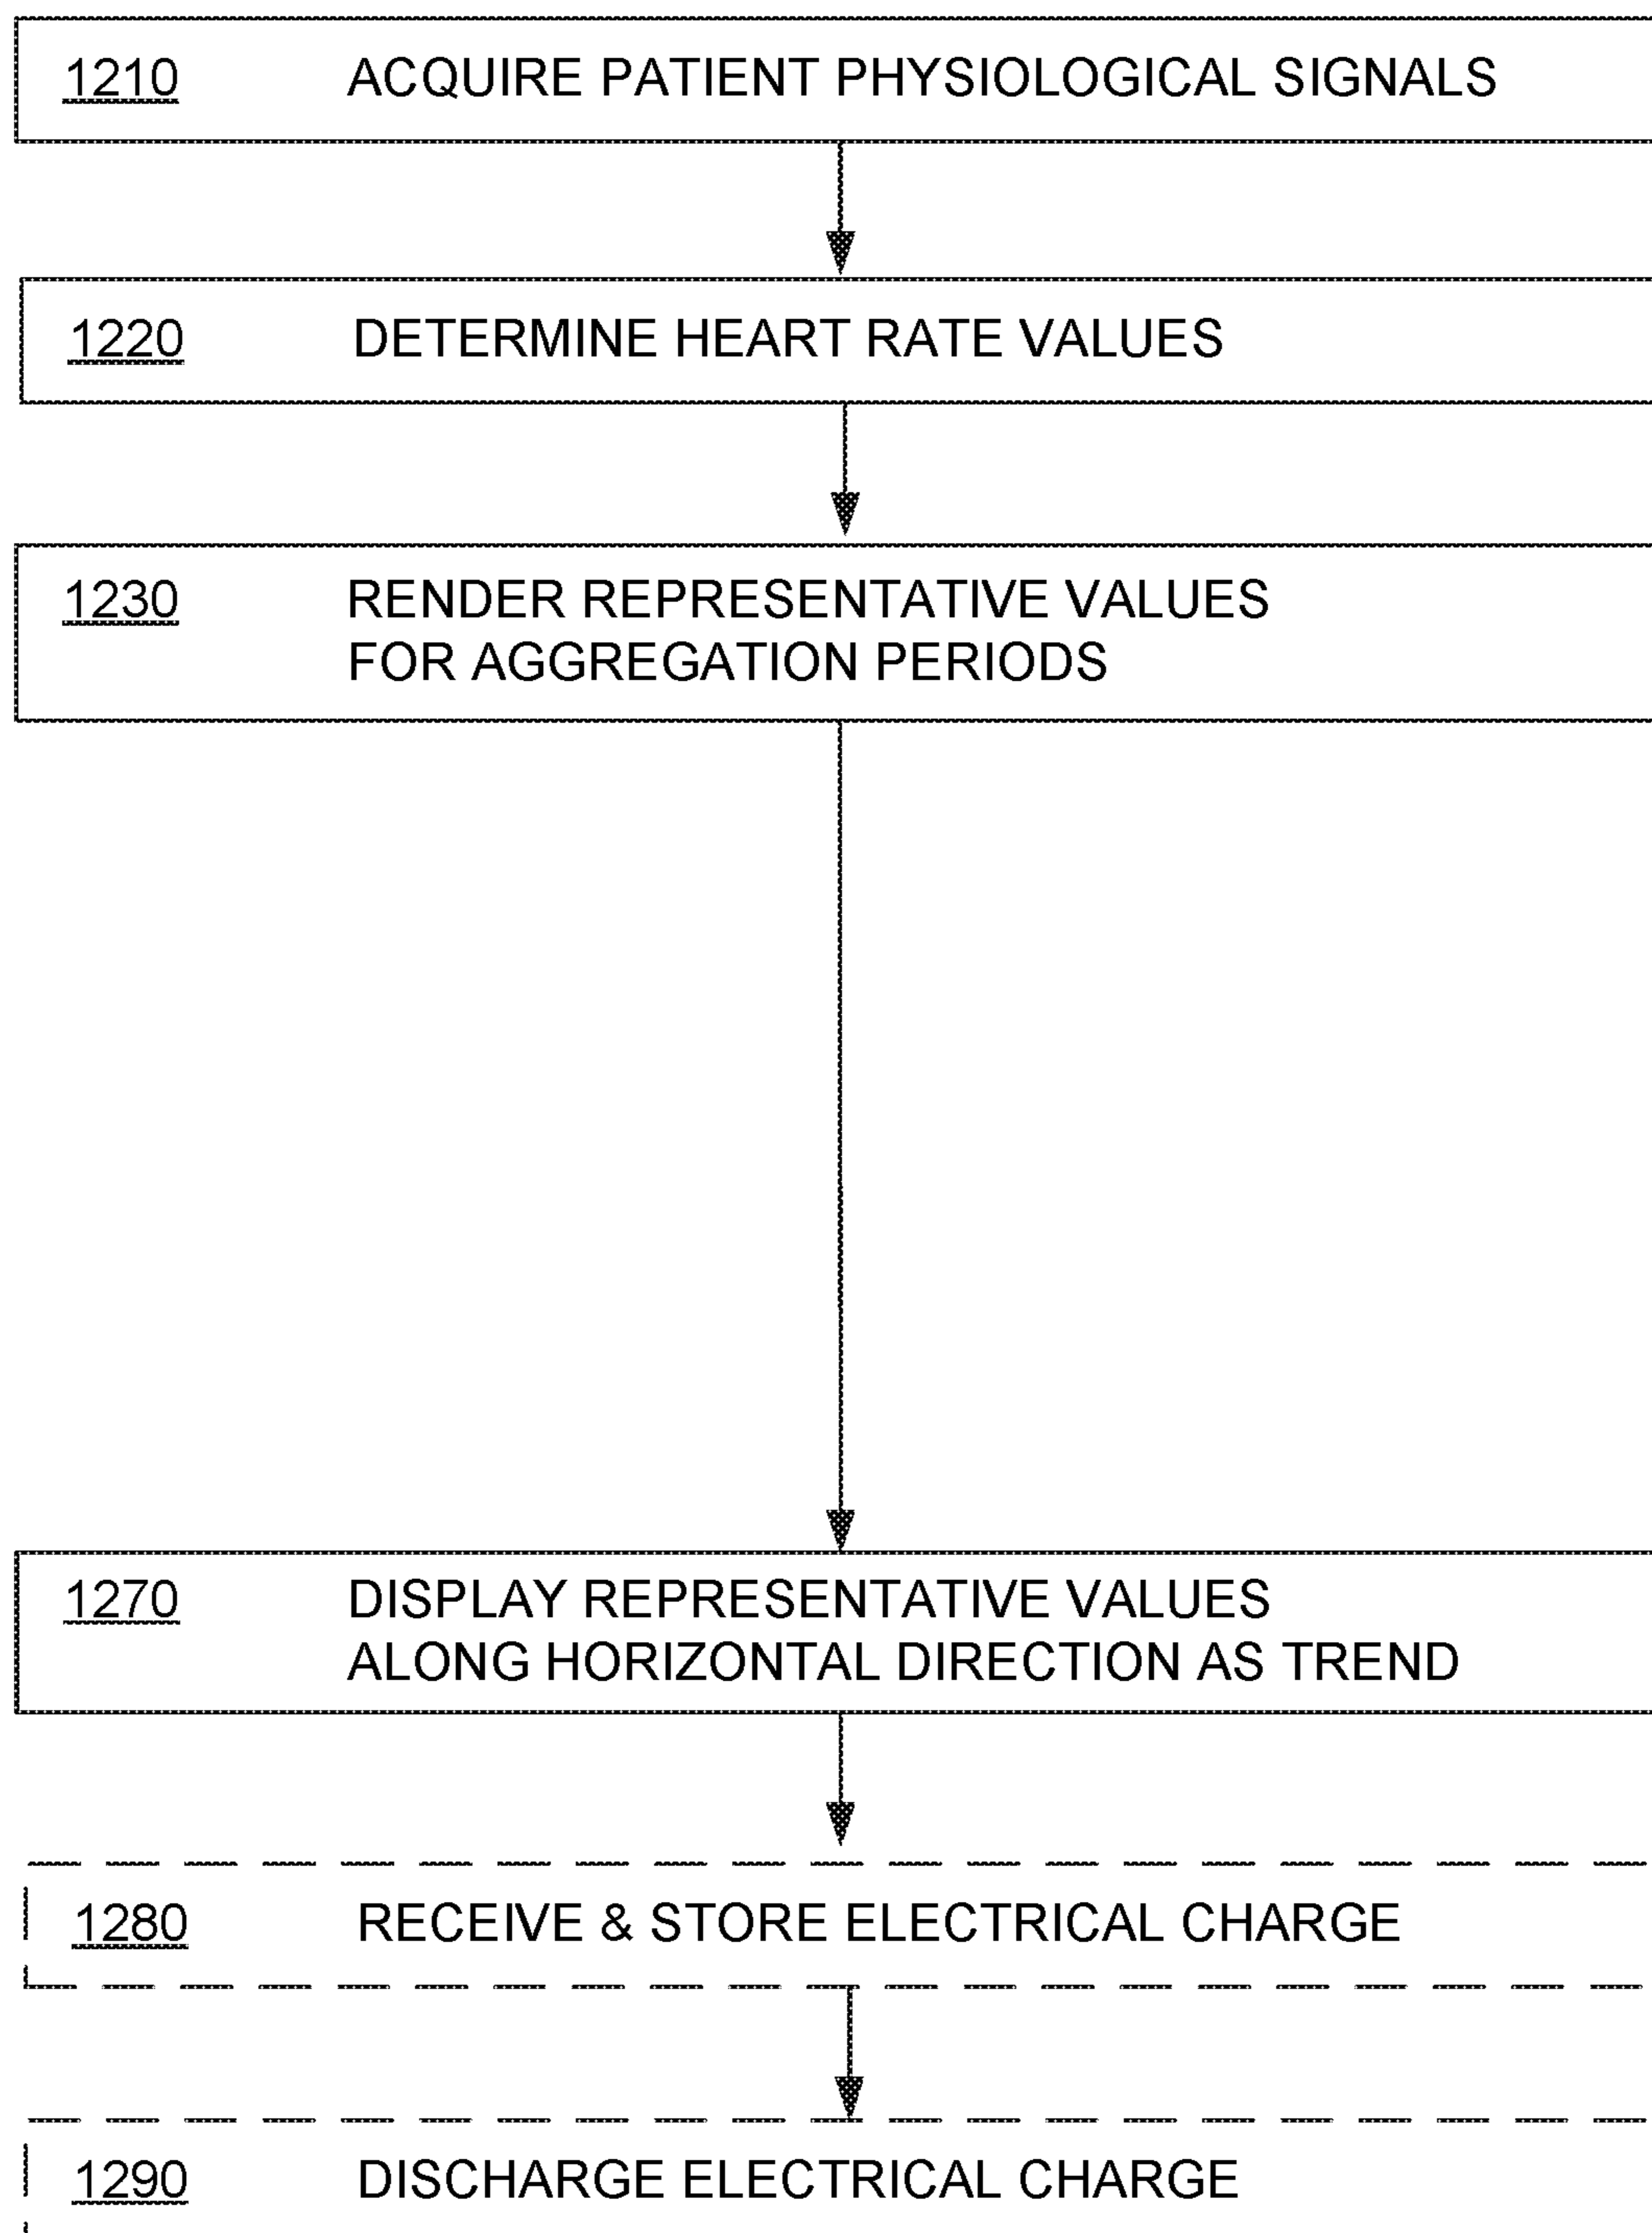 1210 ACQUIRE PATIENT PHYSIOLOGICAL SIGNALS
1220 DETERMINE HEART RATE VALUES
1230 RENDER REPRESENTATIVE VALUES
FOR AGGREGATION PERIODS
1270 DISPLAY REPRESENTATIVE VALUES
ALONG HORIZONTAL DIRECTION AS TREND
1280 RECEIVE & STORE ELECTRICAL CHARGE
1290 DISCHARGE ELECTRICAL CHARGE